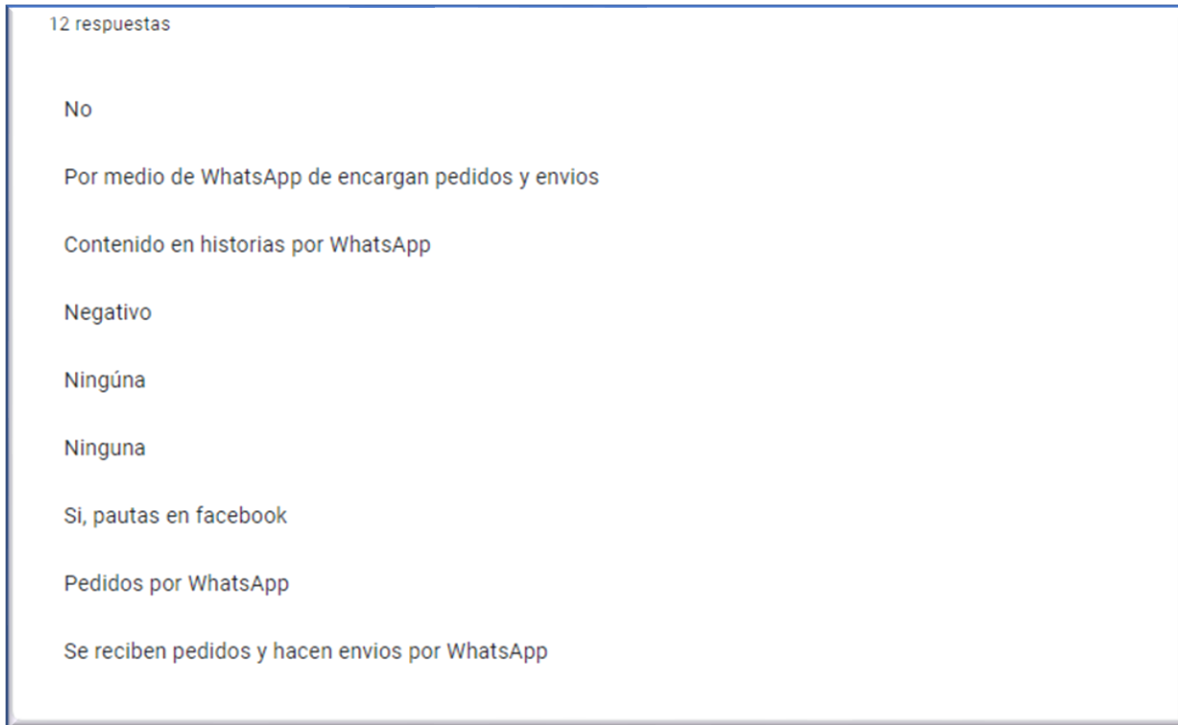 12 respuestas
No
Por medio de WhatsApp de encargan pedidos y envios
Contenido en historias por WhatsApp
Negativo
Ningúna
Ninguna
Si, pautas en facebook
Pedidos por WhatsApp
Se reciben pedidos y hacen envios por WhatsApp